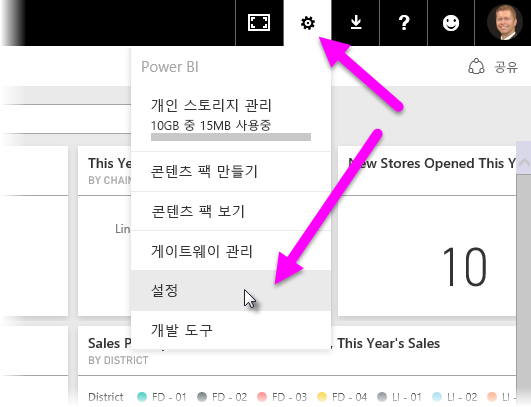 ?
Power BI
공유
개인 스토리지 관리
10GB 중 15MB 사용중
This Ye
BY CHAIN
Lin
New Stores Opened This Y
10
콘텐츠 팩 만들기
콘텐츠 팩 보기
게이트웨이 관리
설정
개발 도구
Sales P
, This Year's Sales
BY DISTRICT
District FD - 01 FD - 02 FD - 03 FD - 04 LI - 01 LI - 02 LI -